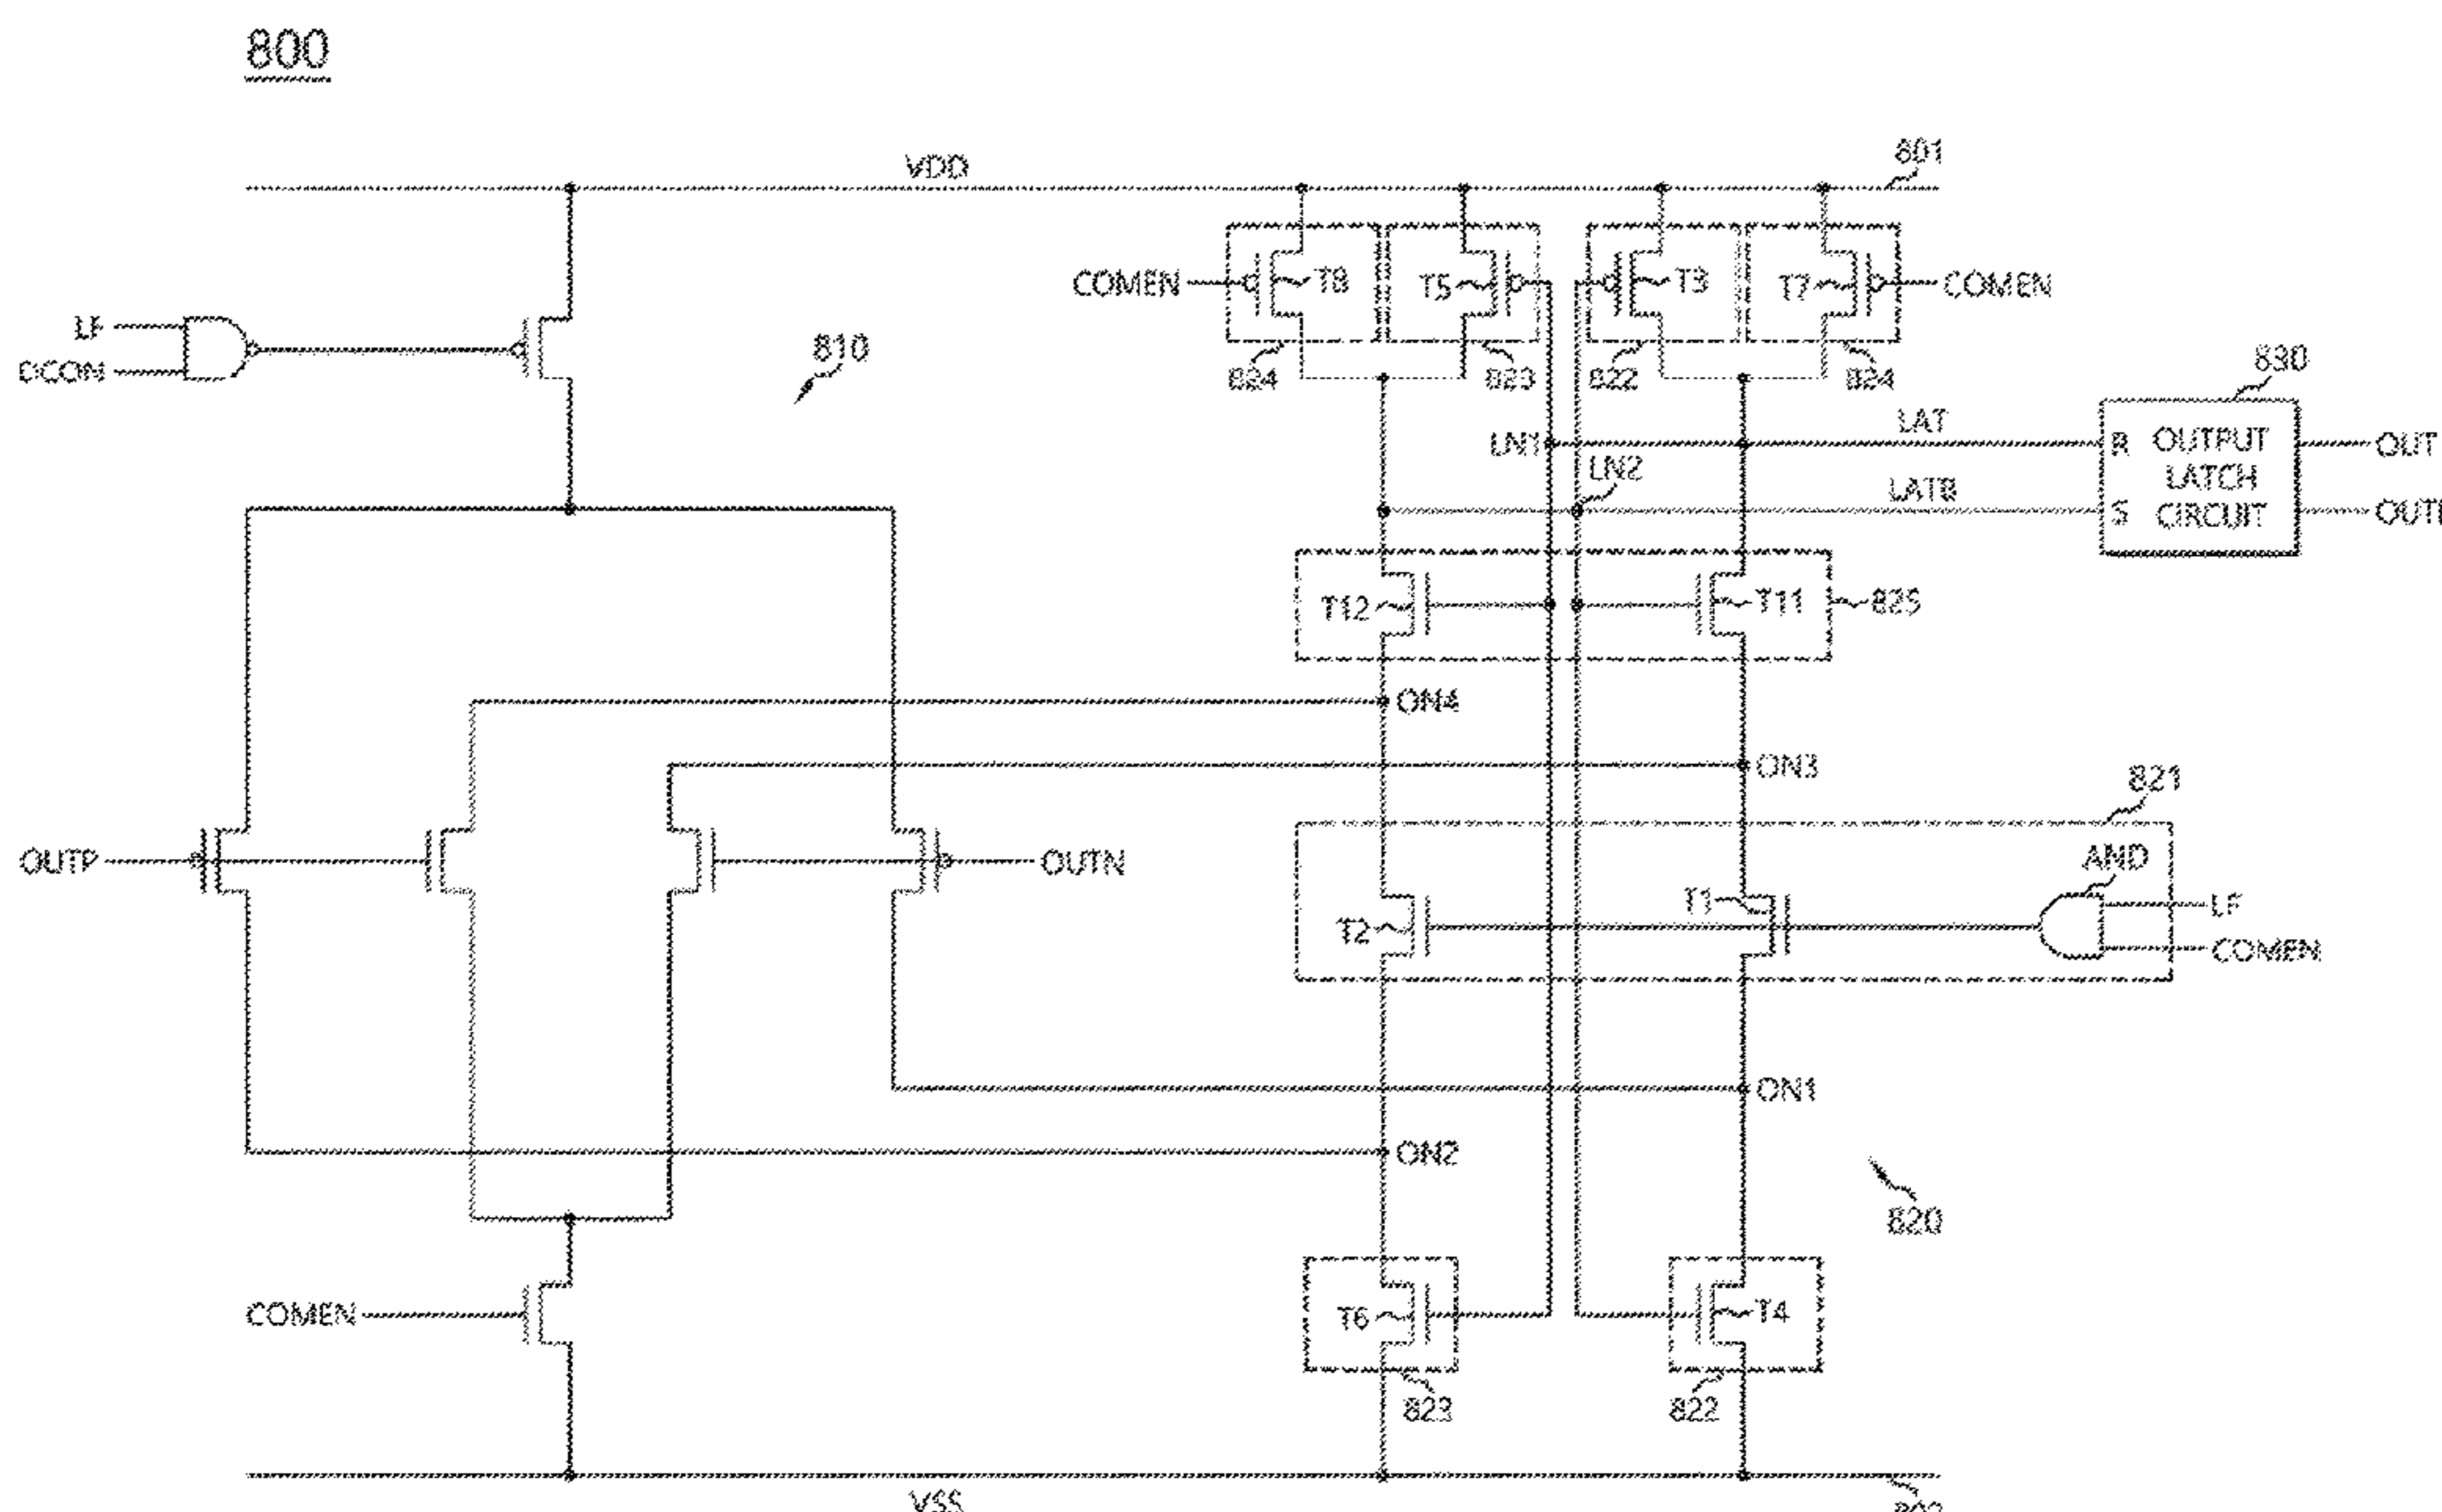 800
VDD
801
COMEN
T8
T5
T3
T7
COMEN
LF
DCON
810
824
823
822
824
830
LN1
LAT
R
OUTPUT
LATCH
CIRCUIT
S
OUT
LN2
LATB
T12
T11
825
ON4
ON3
821
OUTP
OUTN
AND
T1
T2
LF
COMEN
ON1
ON2
820
COMEN
T6
T4
823
822
VSS